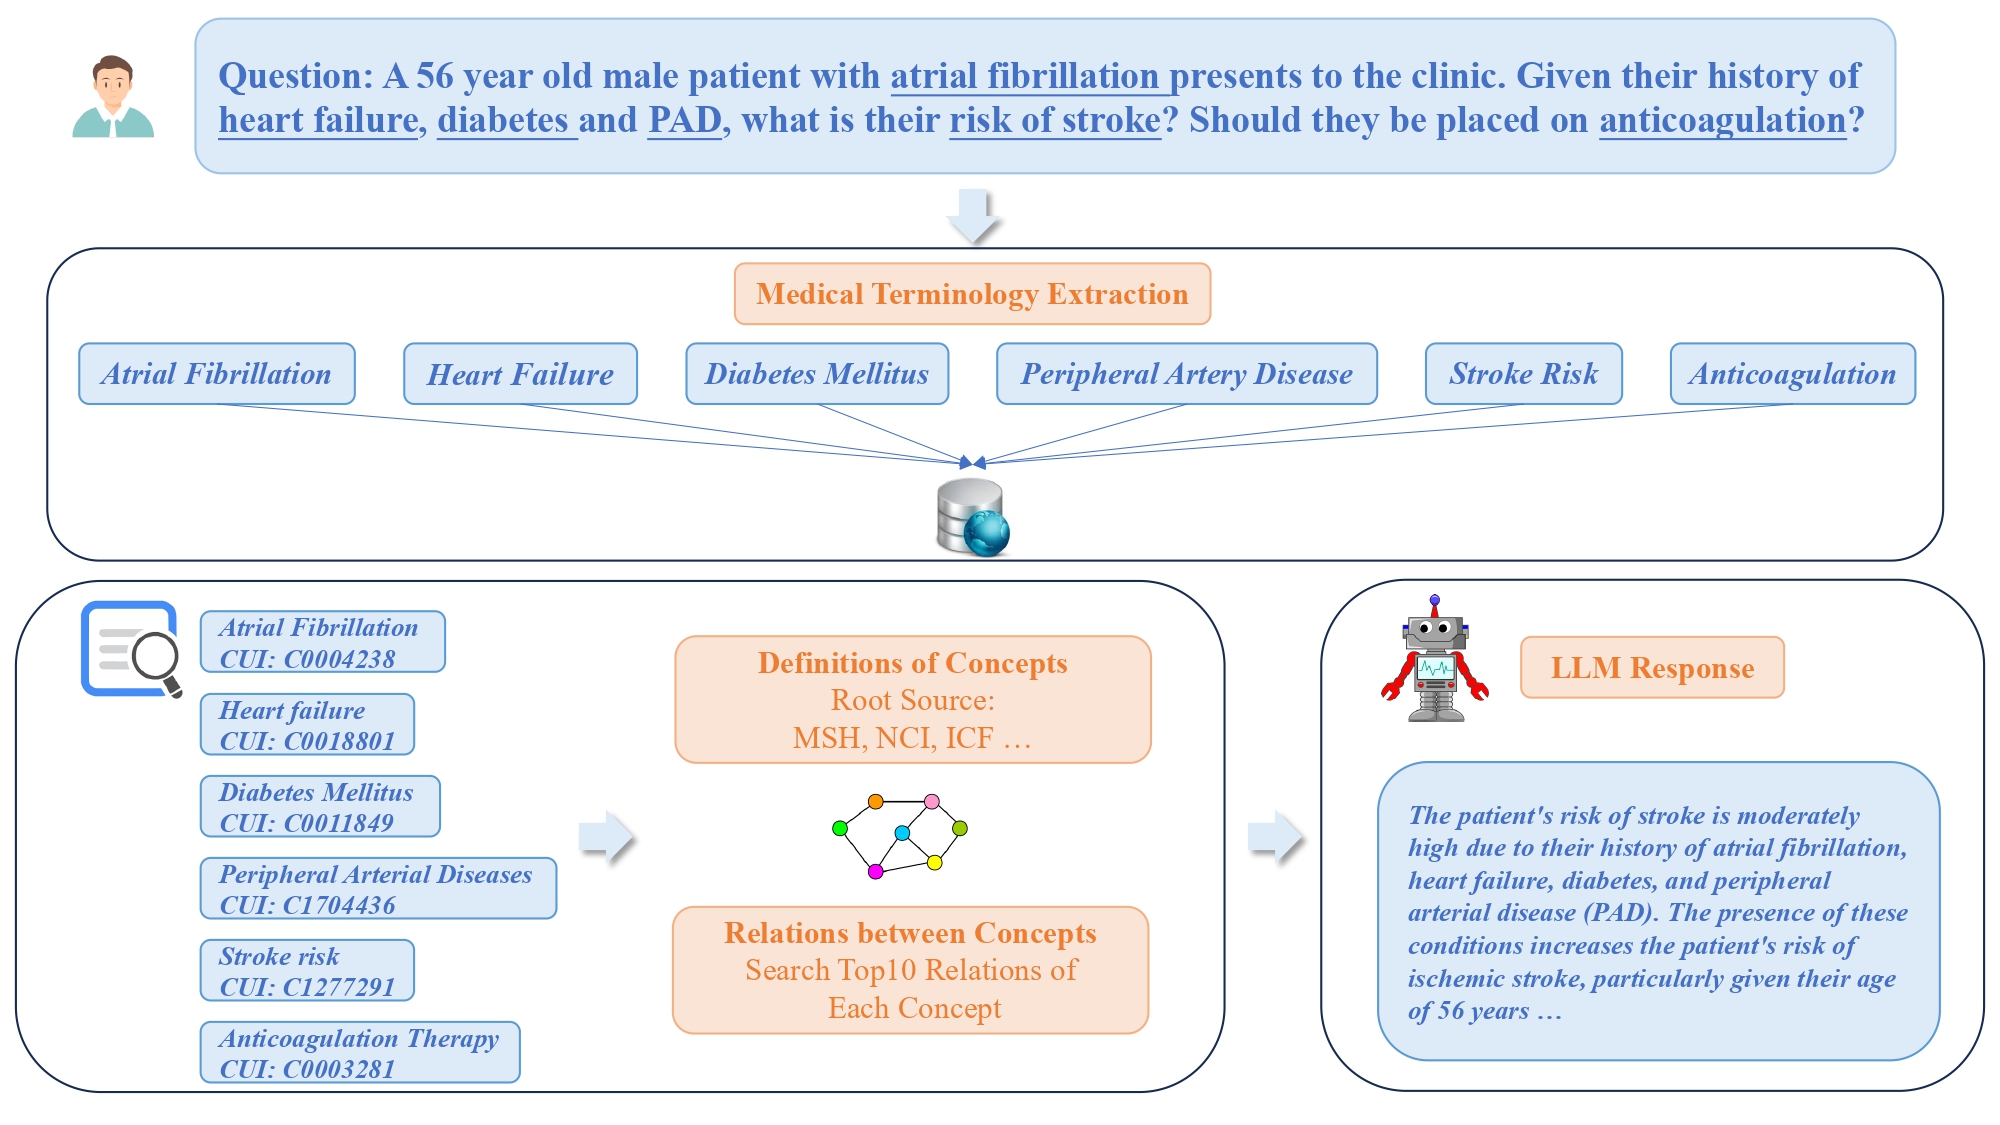 Question: A 56 year old male patient with atrial fibrillation presents to the clinic. Given their history of
heart failure, diabetes and PAD, what is their risk of stroke? Should they be placed on anticoagulation?
Medical Terminology Extraction
Atrial Fibrillation
Heart Failure
Diabetes Mellitus
Peripheral Artery Disease
Stroke Risk
Anticoagulation
Atrial Fibrillation
CUI: C0004238
Heart failure
CUI: C0018801
Diabetes Mellitus
CUI: C0011849
Peripheral Arterial Diseases
CUI: C1704436
Stroke risk
CUI: C1277291
Anticoagulation Therapy
CUI: C0003281
Definitions of Concepts
Root Source:
MSH, NCI, ICF …
Relations between Concepts
Search Top10 Relations of
Each Concept
LLM Response
The patient's risk of stroke is moderately
high due to their history of atrial fibrillation,
heart failure, diabetes, and peripheral
arterial disease (PAD). The presence of these
conditions increases the patient's risk of
ischemic stroke, particularly given their age
of 56 years …